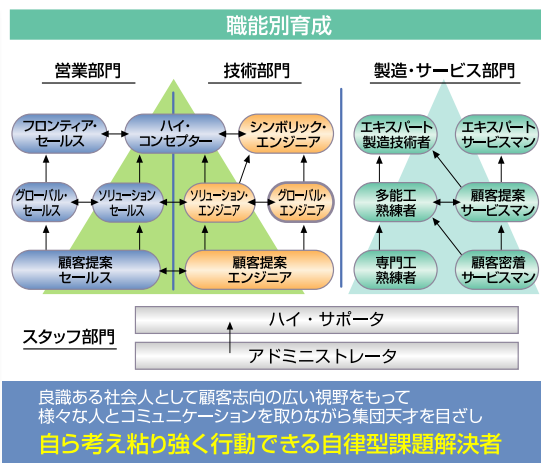 職能別育成
営業部門
技術部門
製造・サービス部門
フロンティア・
セールス
ハイ・
コンセプター
シンボリック・
エンジニア
エキスパート
製造技術者
エキスパート
サービスマン
グローバル・
セールス
ソリューション
セールス
ソリューション・
エンジニア
グローバル・
エンジニア
多能工
熟練者
顧客提案
サービスマン
顧客提案
セールス
顧客提案
エンジニア
専門工
熟練者
顧客密着
サービスマン
スタッフ部門
ハイ・サポータ
アドミニストレータ
良識ある社会人として顧客志向の広い視野をもって
様々な人とコミュニケーションを取りながら集団天才を目ざし
自ら考え粘り強く行動できる自律型課題解決者